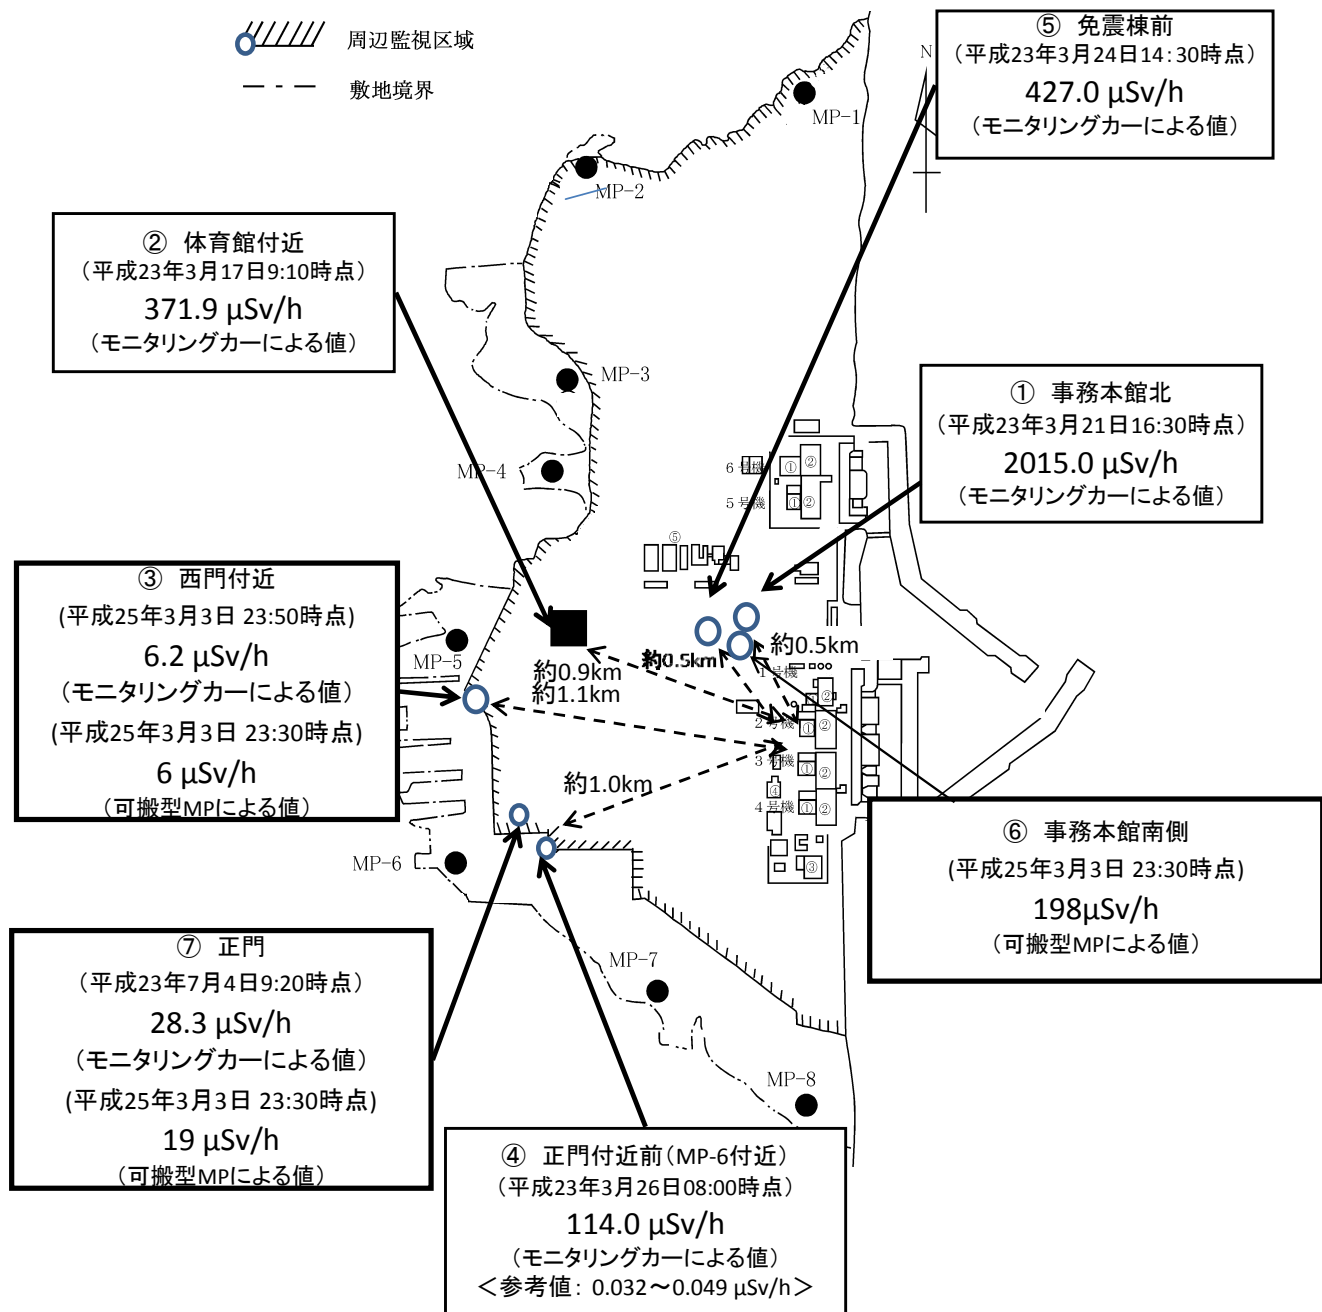 周辺監視区域
敷地境界
⑤ 免震棟前
（平成23年3月24日14:30時点）
427.0 µSv/h
（モニタリングカーによる値）
N
MP-1
MP-2
② 体育館付近
（平成23年3月17日9:10時点）
371.9 µSv/h
（モニタリングカーによる値）
MP-3
① 事務本館北
（平成23年3月21日16:30時点）
2015.0 µSv/h
（モニタリングカーによる値）
MP-4
6号機
①
②
5号機
①
②
⑤
③ 西門付近
(平成25年3月3日 23:50時点)
6.2 µSv/h
（モニタリングカーによる値）
(平成25年3月3日 23:30時点)
6 µSv/h
（可搬型MPによる値）
MP-5
約0.9km
約1.1km
約0.5km
約0.5km
1号機
②
2号機
①
②
3号機
①
②
約1.0km
④
4号機
①
②
③
MP-6
⑥ 事務本館南側
(平成25年3月3日 23:30時点)
198µSv/h
（可搬型MPによる値）
⑦ 正門
（平成23年7月4日9:20時点）
28.3 µSv/h
（モニタリングカーによる値）
(平成25年3月3日 23:30時点)
19 µSv/h
（可搬型MPによる値）
MP-7
MP-8
④ 正門付近前（MP-6付近）
（平成23年3月26日08:00時点）
114.0 µSv/h
（モニタリングカーによる値）
＜参考値: 0.032～0.049 µSv/h＞